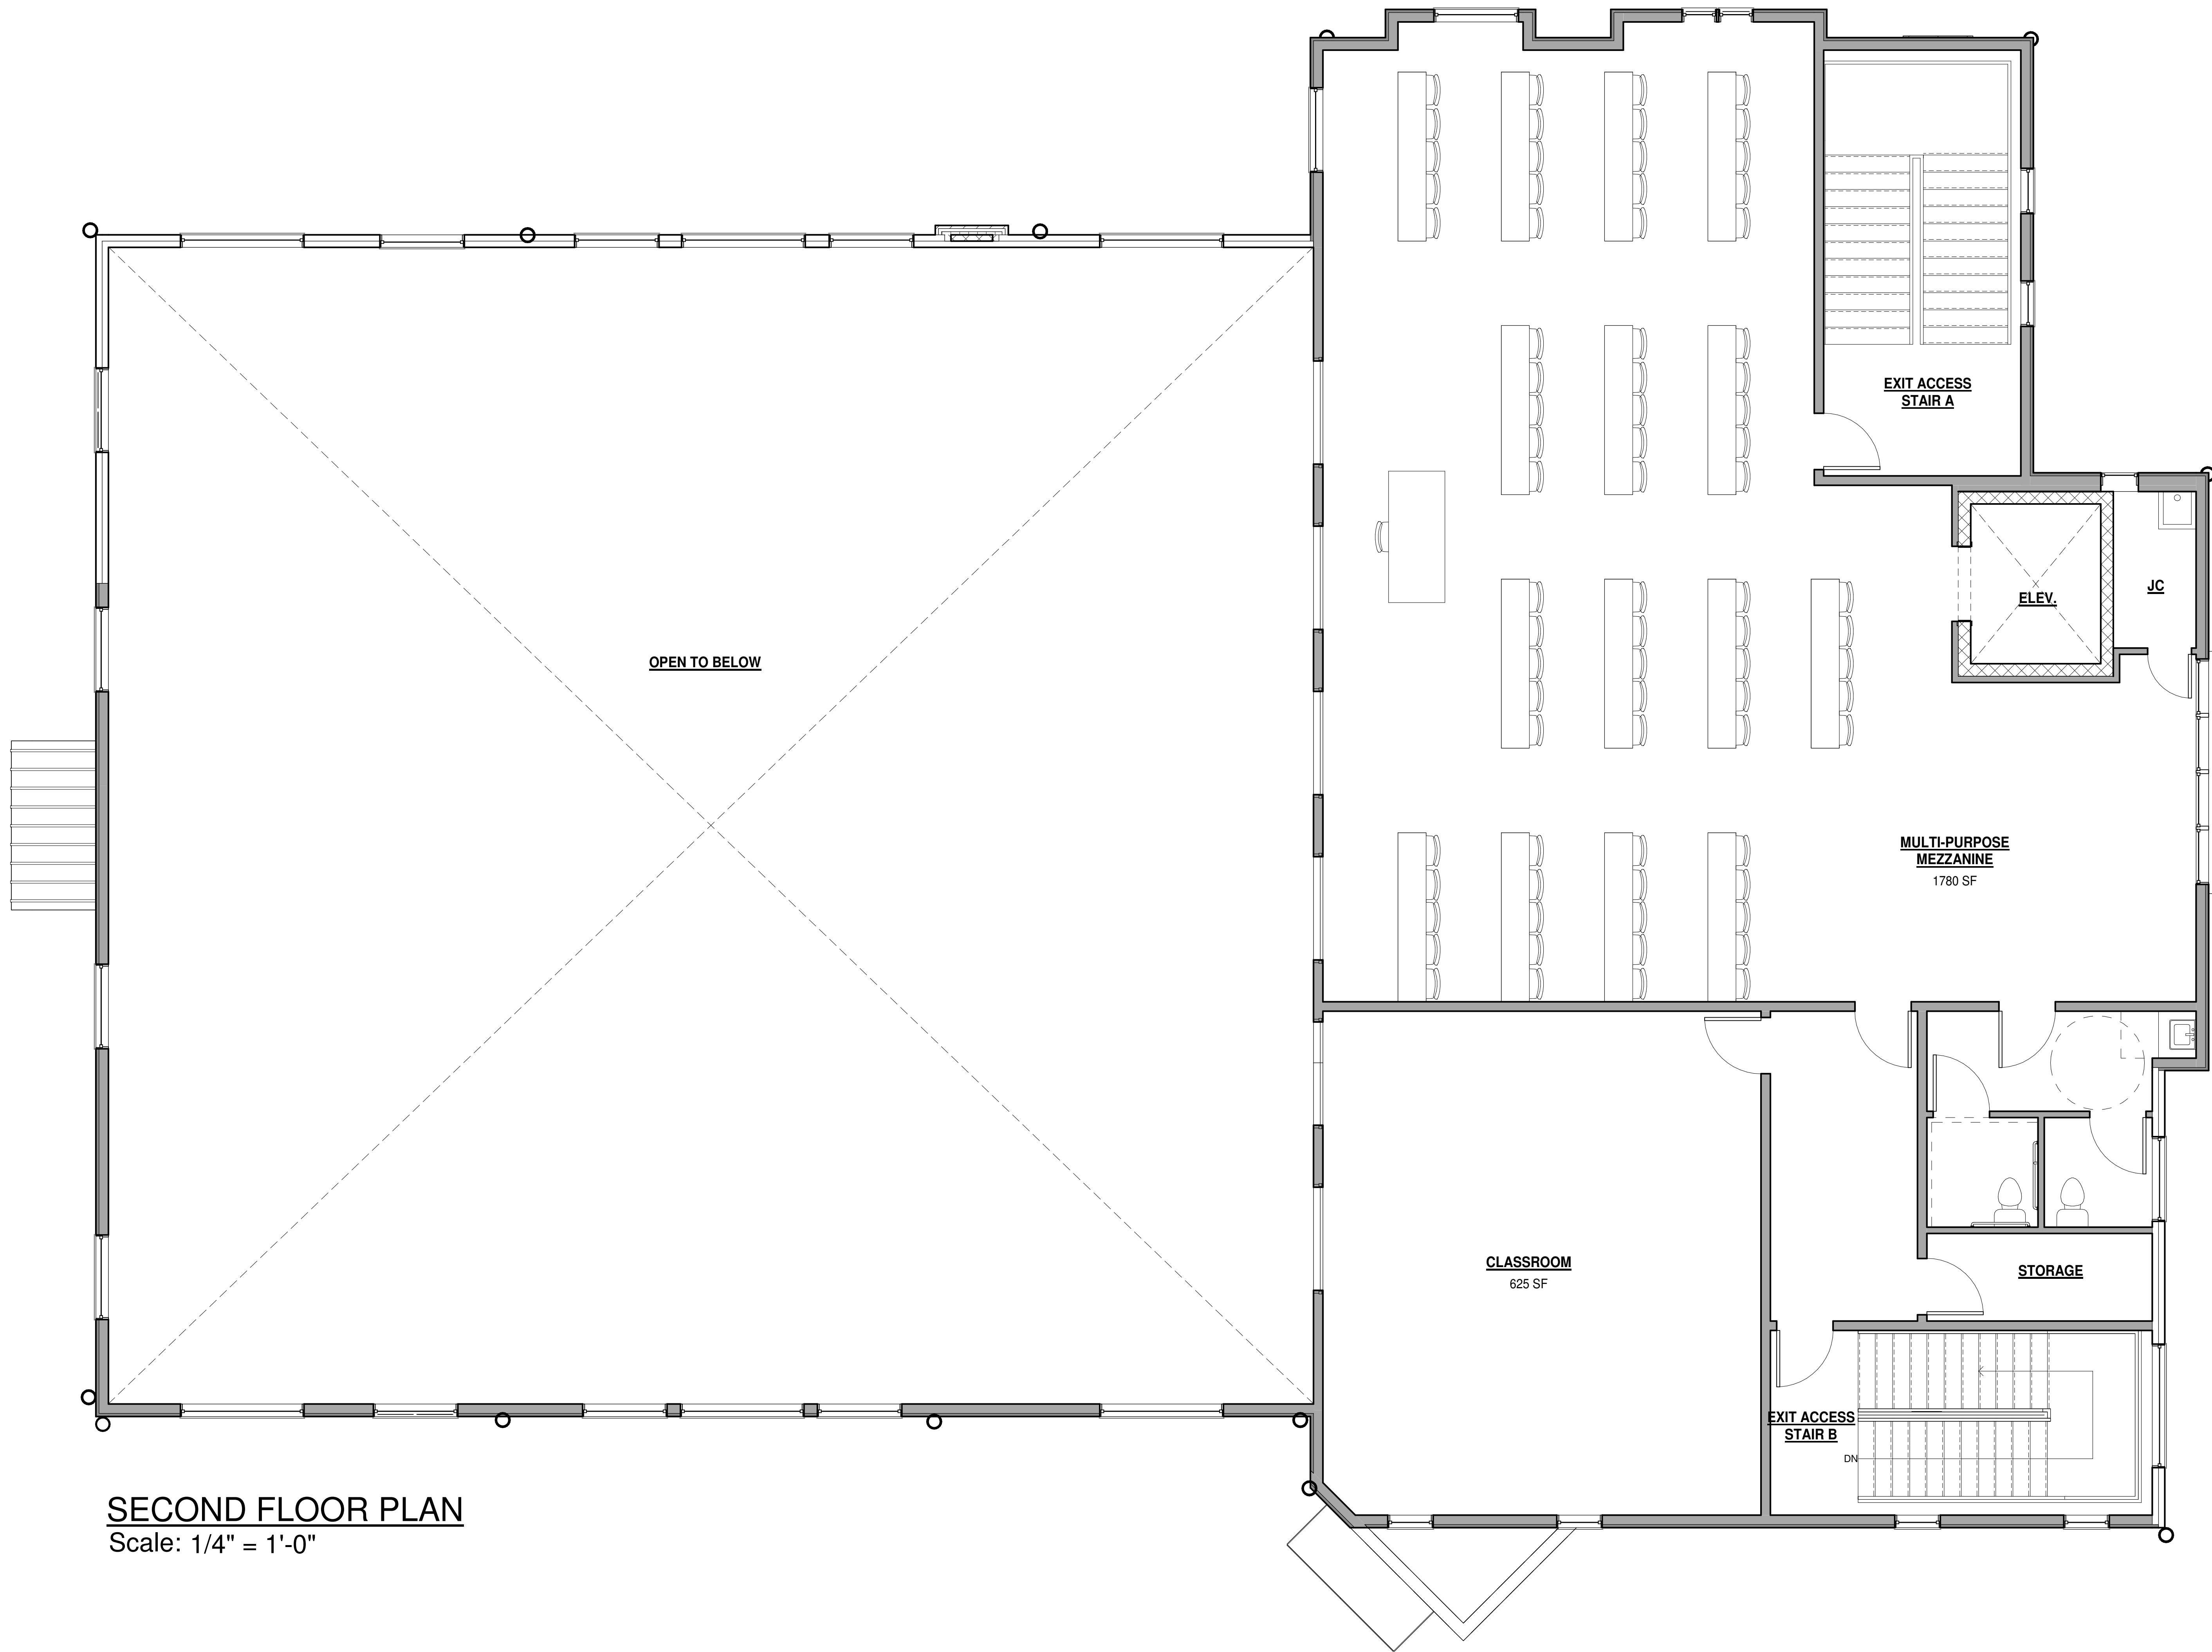 EXIT ACCESS
STAIR A
ELEV.
JC
OPEN TO BELOW
MULTI-PURPOSE
MEZZANINE
1780 SF
CLASSROOM
625 SF
STORAGE
EXIT ACCESS
STAIR B
DN
SECOND FLOOR PLAN
Scale: 1/4" = 1'-0"